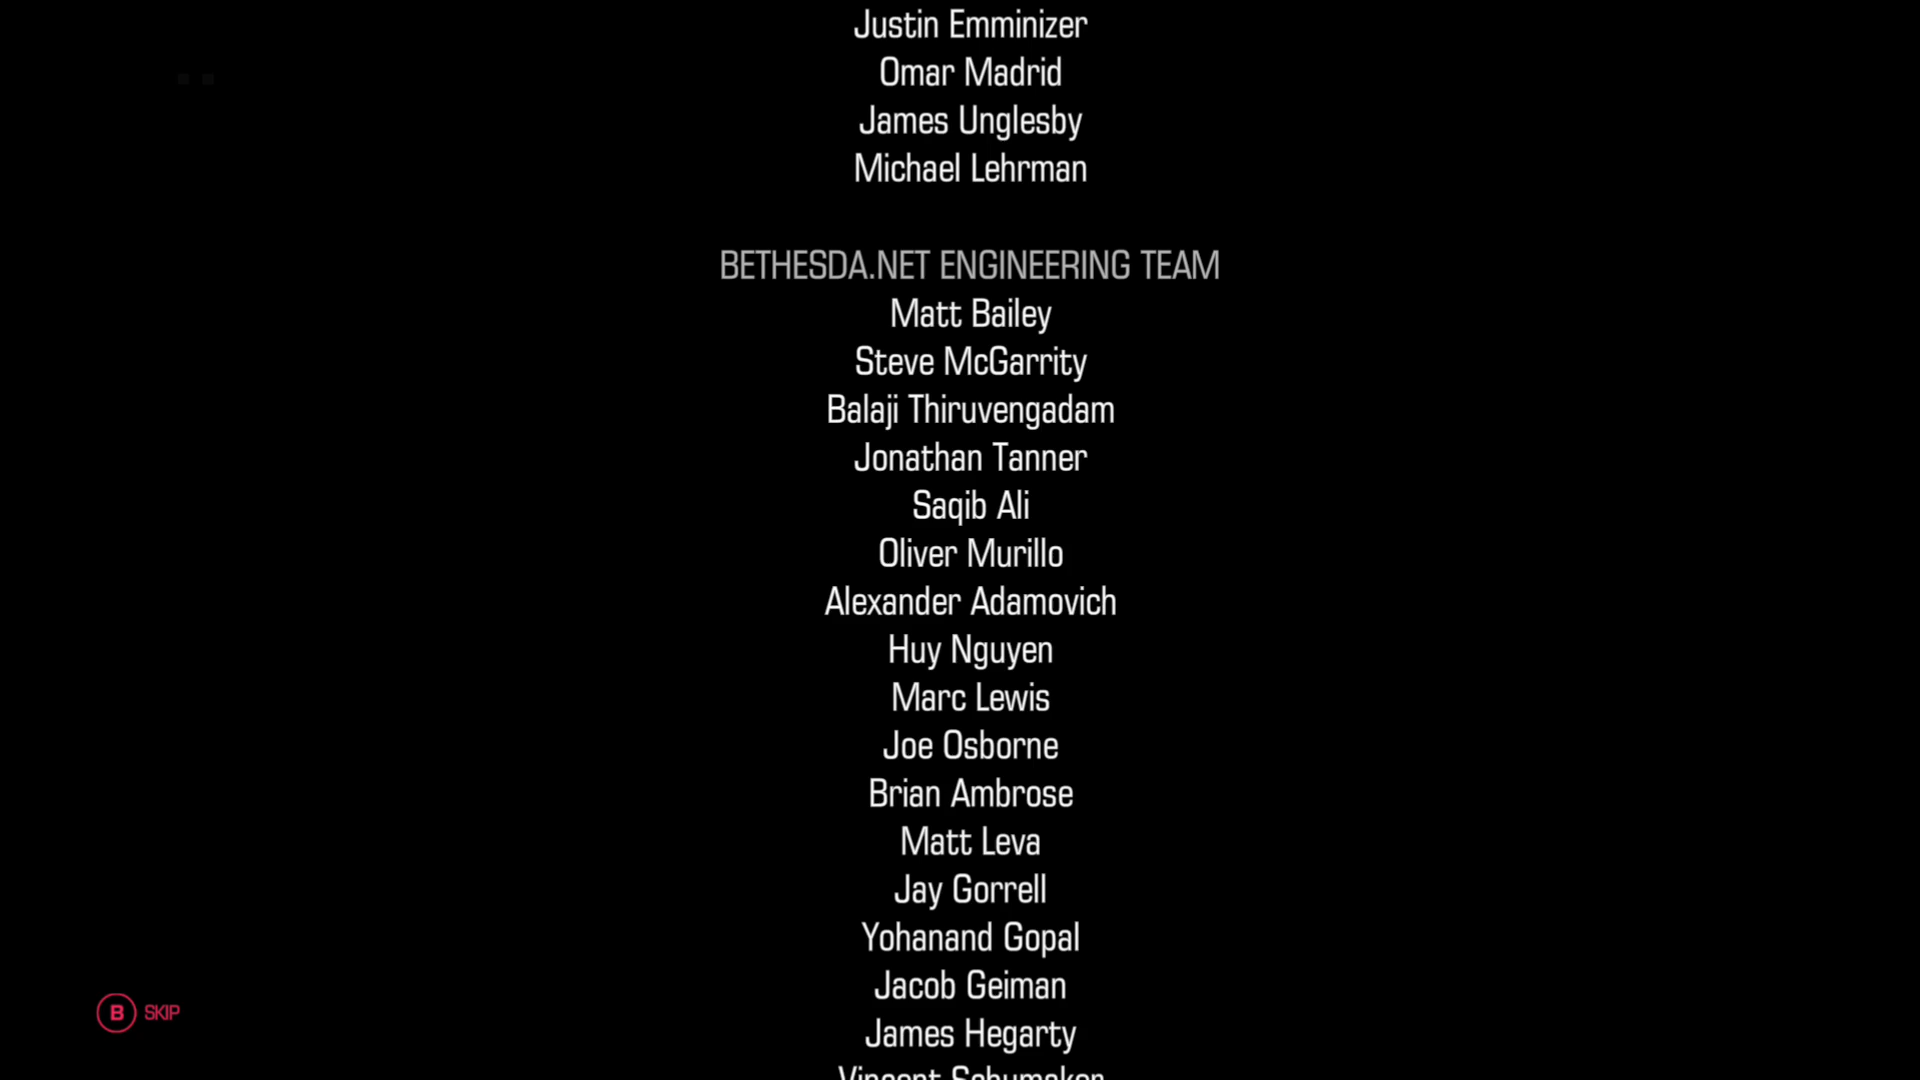 Justin Emminizer
Omar Madrid
James Unglesby
Michael Lehrman
BETHESDA.NET ENGINEERING TEAM
Matt Bailey
Steve McGarrity
Balaji Thiruvengadam
Jonathan Tanner
Saqib Ali
Oliver Murillo
Alexander Adamovich
Huy Nguyen
Marc Lewis
Joe Osborne
Brian Ambrose
Matt Leva
Jay Gorrell
Yohanand Gopal
Jacob Geiman
James Hegarty
Vincent Schumaker
B SKIP